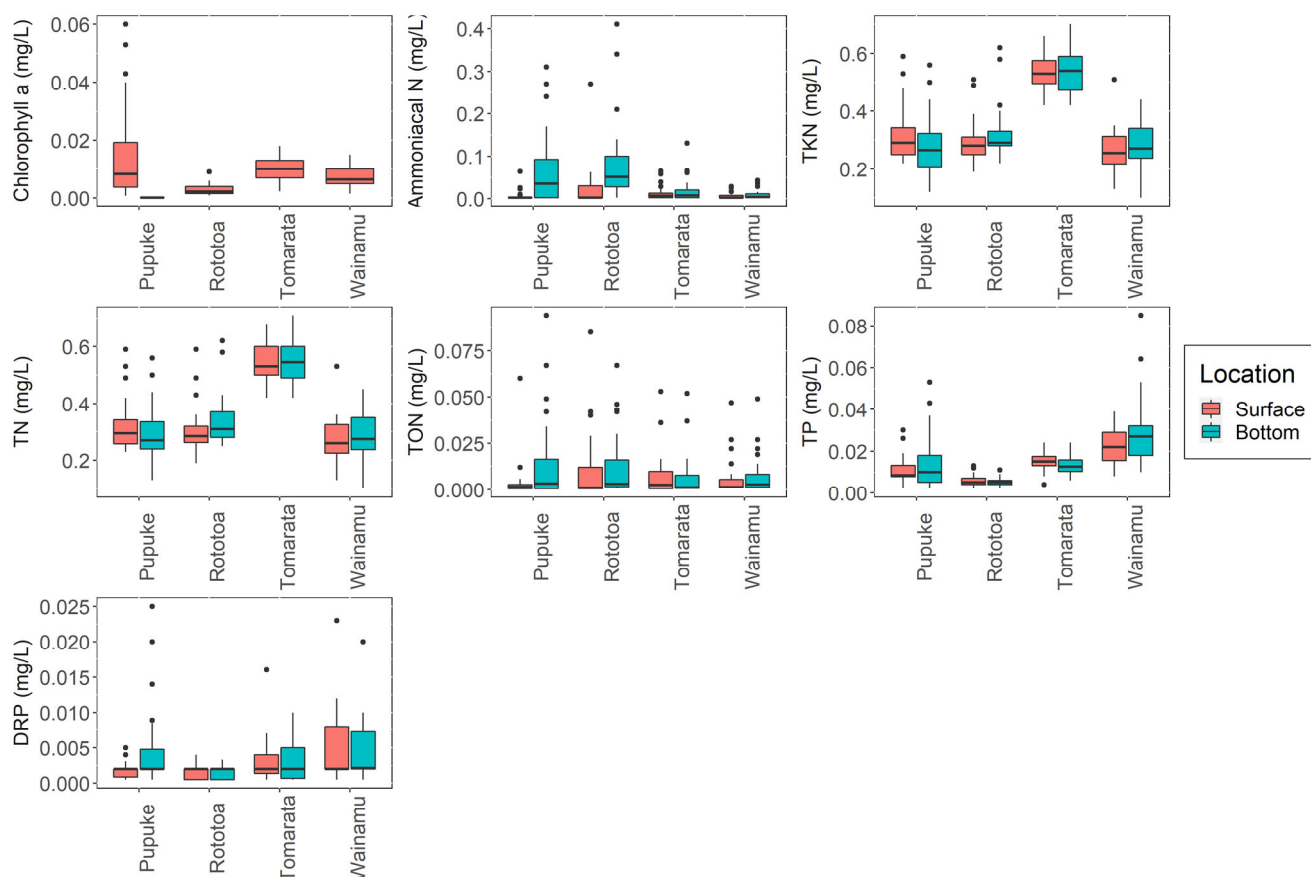 Chlorophyll a (mg/L)
0.06
0.04
0.02
0.00
Pupuke
Rototoa
Tomarata
Wainamu
Ammoniacal N (mg/L)
0.4
0.3
0.2
0.1
0.0
Pupuke
Rototoa
Tomarata
Wainamu
TKN (mg/L)
0.6
0.4
0.2
Pupuke
Rototoa
Tomarata
Wainamu
TN (mg/L)
0.6
0.4
0.2
Pupuke
Rototoa
Tomarata
Wainamu
TON (mg/L)
0.075
0.050
0.025
0.000
Pupuke
Rototoa
Tomarata
Wainamu
TP (mg/L)
0.08
0.06
0.04
0.02
0.00
Pupuke
Rototoa
Tomarata
Wainamu
Location
Surface
Bottom
DRP (mg/L)
0.025
0.020
0.015
0.010
0.005
0.000
Pupuke
Rototoa
Tomarata
Wainamu